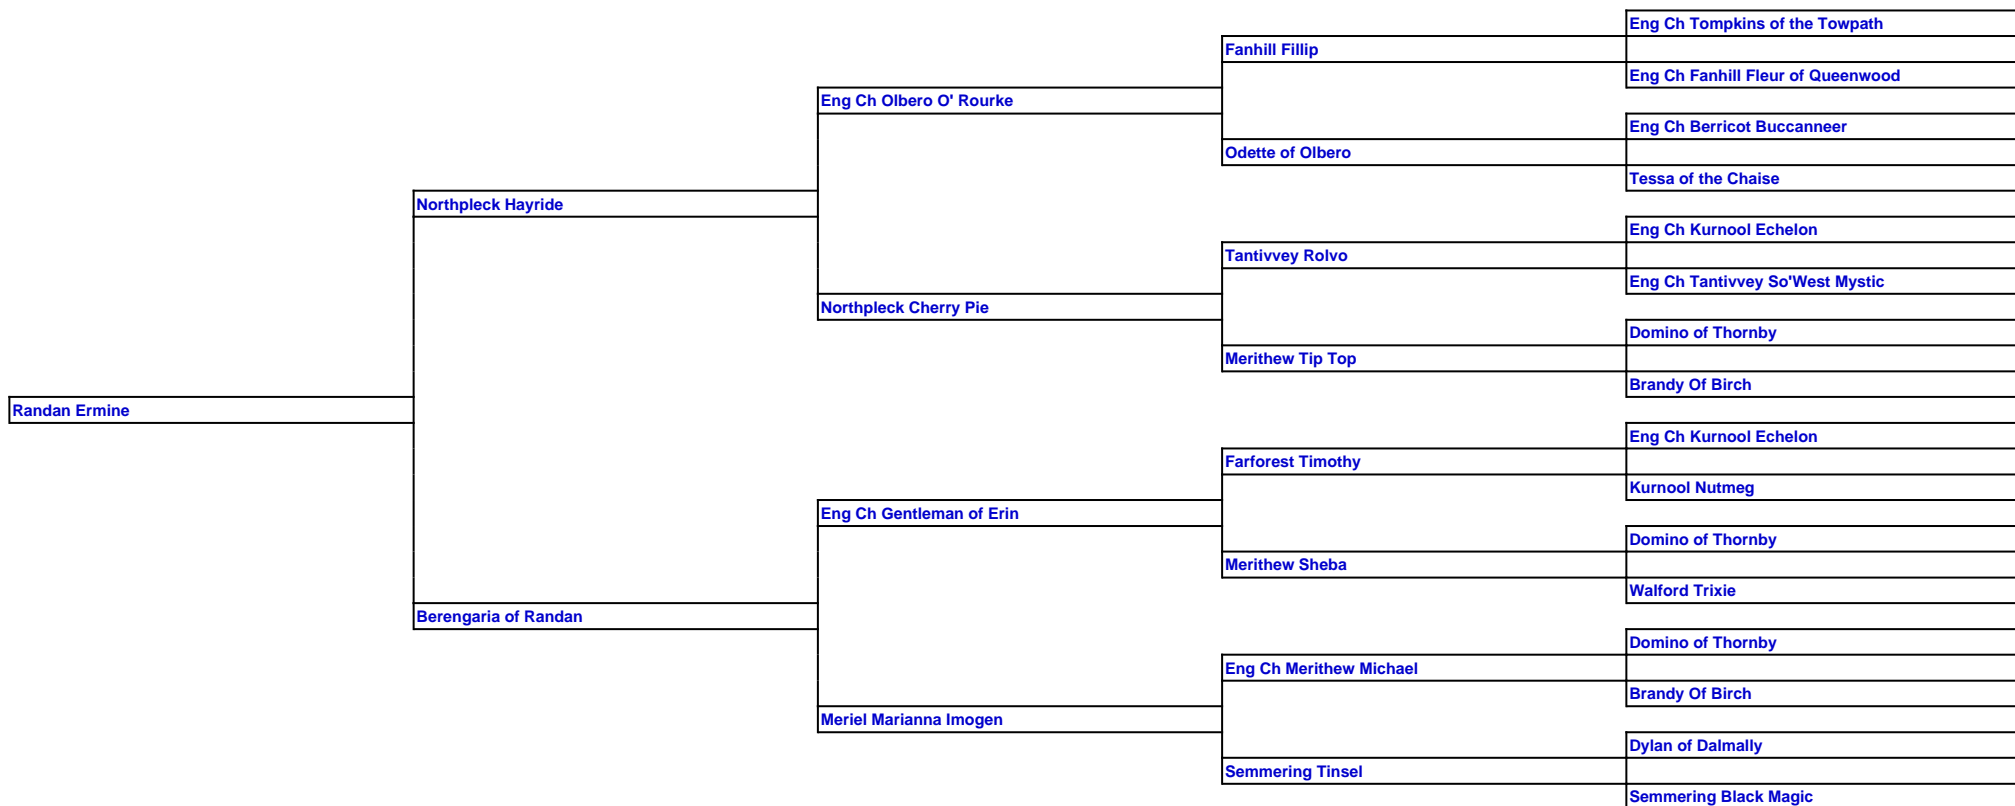 Eng Ch Tompkins of the Towpath
Fanhill Fillip
Eng Ch Fanhill Fleur of Queenwood
Eng Ch Olbero O' Rourke
Eng Ch Berricot Buccanneer
Odette of Olbero
Tessa of the Chaise
Northpleck Hayride
Eng Ch Kurnool Echelon
Tantivvey Rolvo
Eng Ch Tantivvey So'West Mystic
Northpleck Cherry Pie
Domino of Thornby
Merithew Tip Top
Brandy Of Birch
Randan Ermine
Eng Ch Kurnool Echelon
Farforest Timothy
Kurnool Nutmeg
Eng Ch Gentleman of Erin
Domino of Thornby
Merithew Sheba
Walford Trixie
Berengaria of Randan
Domino of Thornby
Eng Ch Merithew Michael
Brandy Of Birch
Meriel Marianna Imogen
Dylan of Dalmally
Semmering Tinsel
Semmering Black Magic